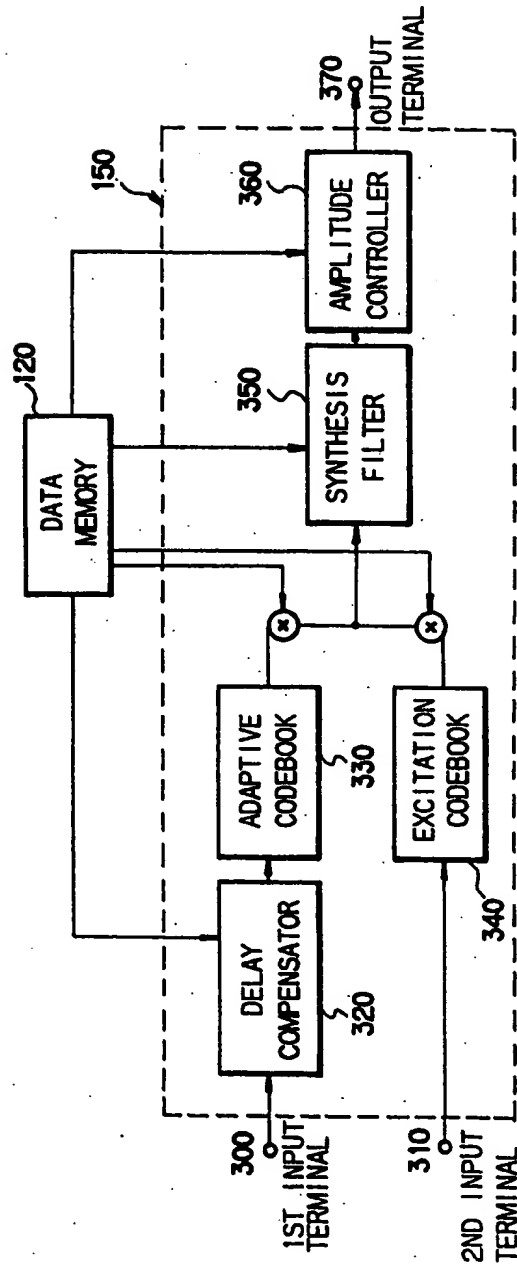 120
DATA
MEMORY
150
300
1ST INPUT
TERMINAL
DELAY
COMPENSATOR
320
ADAPTIVE
CODEBOOK
330
x
350
SYNTHESIS
FILTER
360
AMPLITUDE
CONTROLLER
370
OUTPUT
TERMINAL
310
2ND INPUT
TERMINAL
EXCITATION
CODEBOOK
340
x